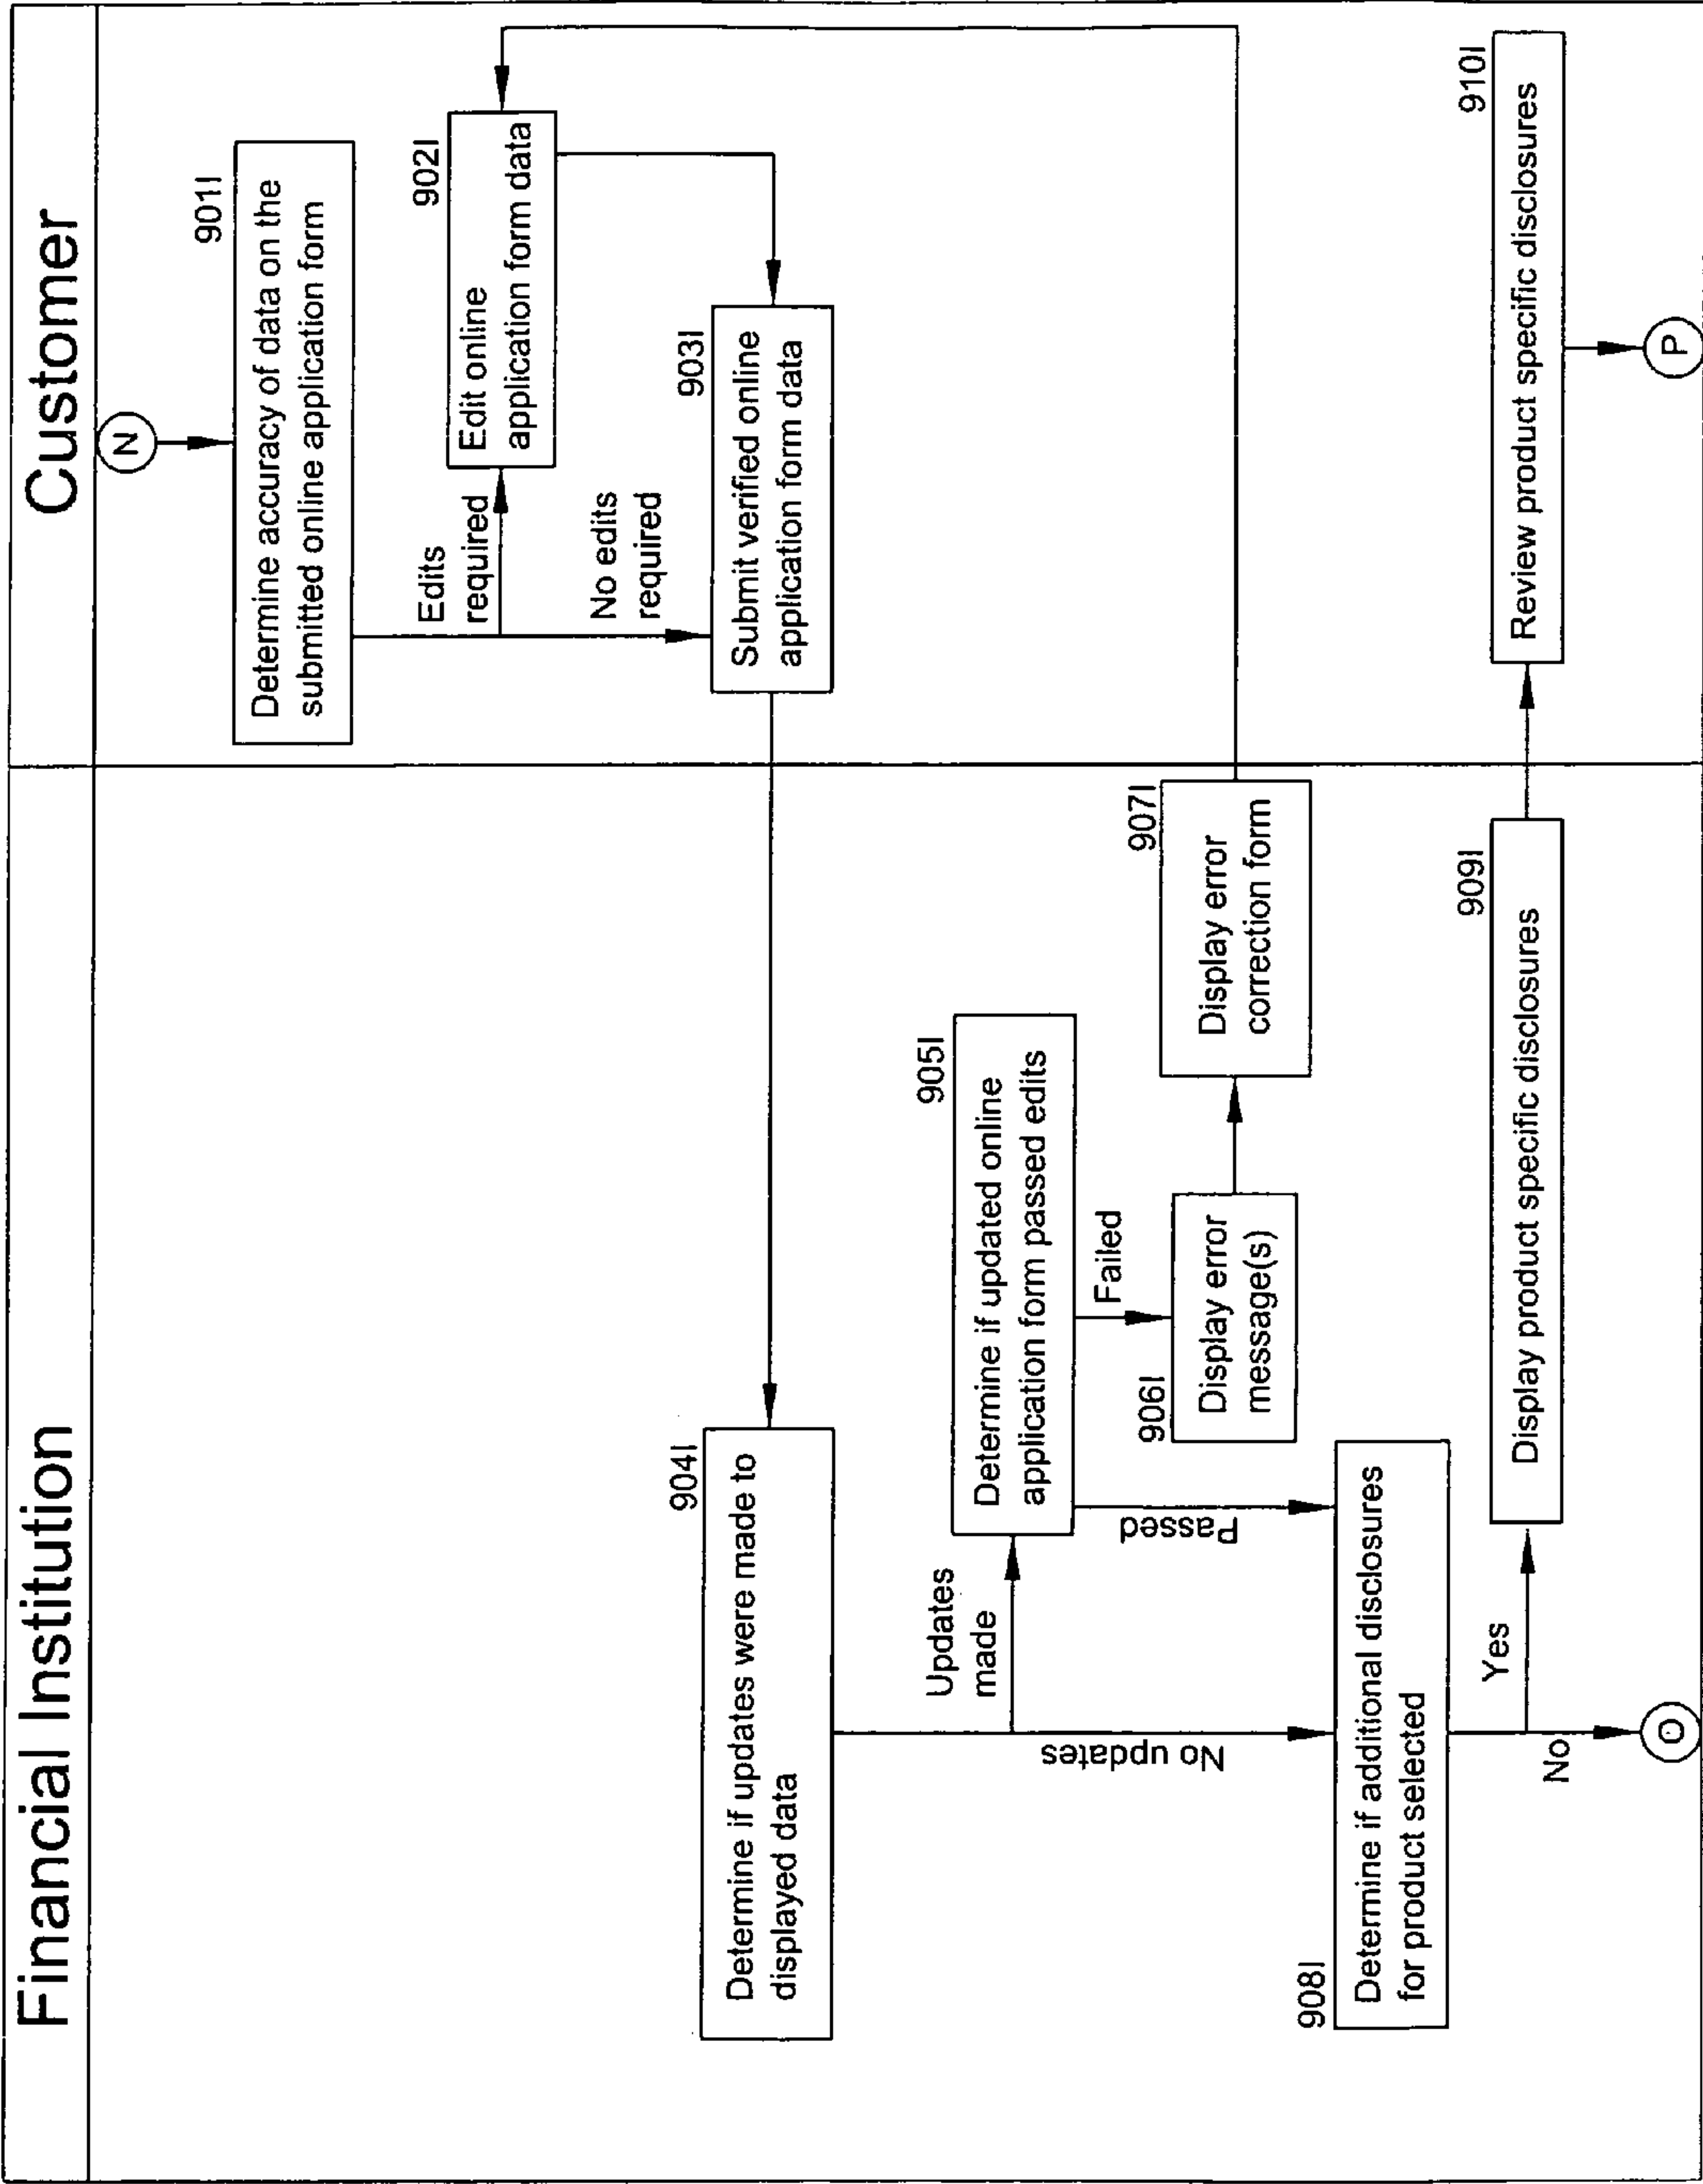 Financial Institution
Customer
N
901I
Determine accuracy of data on the
submitted online application form
902I
Edits
required
Edit online
application form data
No edits
required
903I
Submit verified online
application form data
904I
Determine if updates were made to
displayed data
905I
Updates
made
Determine if updated online
application form passed edits
No updates
Passed
Failed
906I
Display error
message(s)
907I
Display error
correction form
908I
Determine if additional disclosures
for product selected
Yes
909I
Display product specific disclosures
910I
Review product specific disclosures
No
O
P